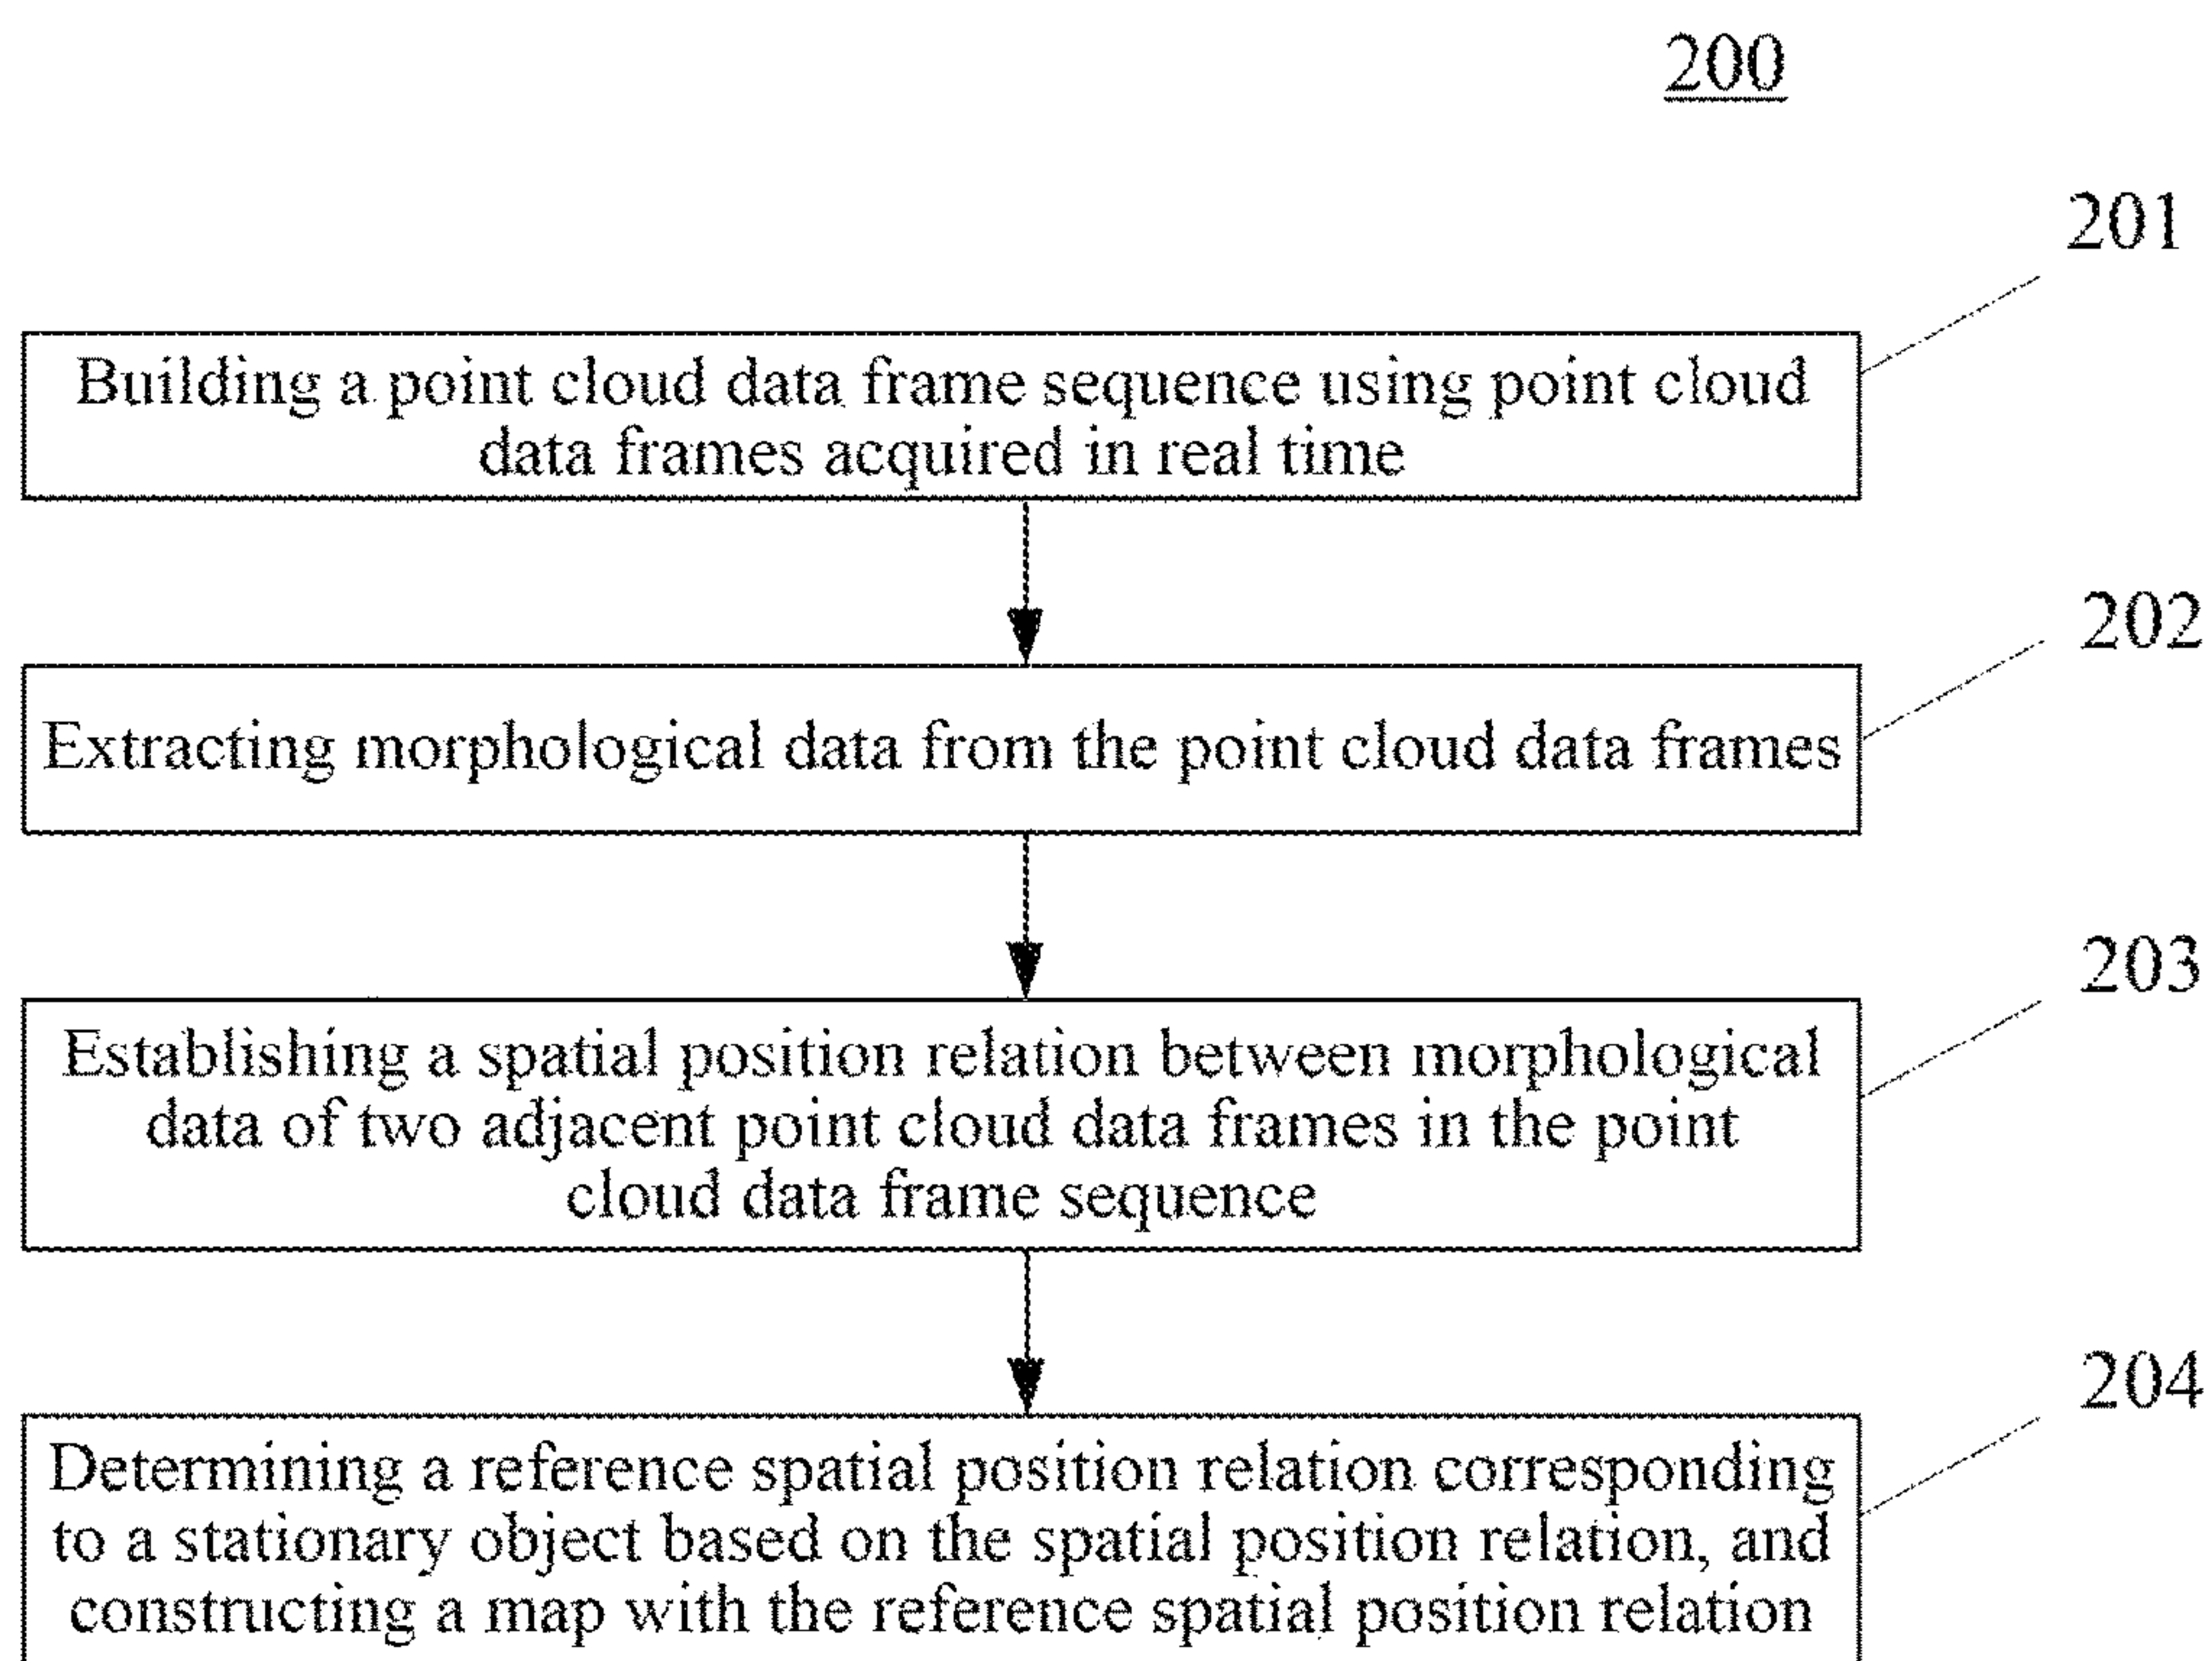 200
201
Building a point cloud data frame sequence using point cloud
data frames acquired in real time
202
Extracting morphological data from the point cloud data frames
203
Establishing a spatial position relation between morphological
data of two adjacent point cloud data frames in the point
cloud data frame sequence
204
Determining a reference spatial position relation corresponding
to a stationary object based on the spatial position relation, and
constructing a map with the reference spatial position relation